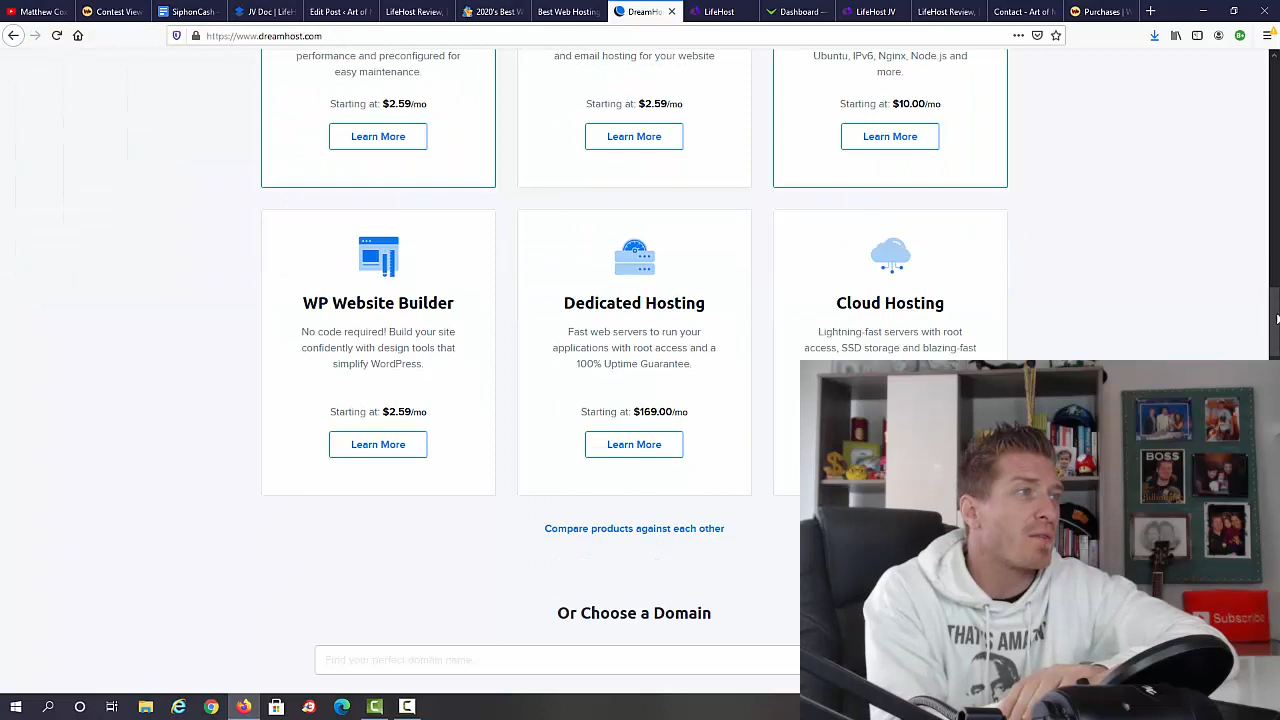 Matthew Co
Contest View
SiphonCash -
JV Doc | LifeH
Edit Post ‹ Art of
LifeHost Review,
2020's Best W
Best Web Hosting
DreamHo
LifeHost
Dashboard —
LifeHost JV
LifeHost Review,
Contact - Art of M
Purchases | W
https://www.dreamhost.com
performance and preconfigured for
easy maintenance.
Starting at: $2.59/mo
Learn More
and email hosting for your website
Starting at: $2.59/mo
Learn More
Ubuntu, IPv6, Nginx, Node.js and
more.
Starting at: $10.00/mo
Learn More
WP Website Builder
No code required! Build your site
confidently with design tools that
simplify WordPress.
Starting at: $2.59/mo
Learn More
Dedicated Hosting
Fast web servers to run your
applications with root access and a
100% Uptime Guarantee.
Starting at: $169.00/mo
Learn More
Cloud Hosting
Lightning-fast servers with root
access, SSD storage and blazing-fast
Compare products against each other
Or Choose a Domain
Find your perfect domain name.
BOSS
Subscribe
THAT'S AMA